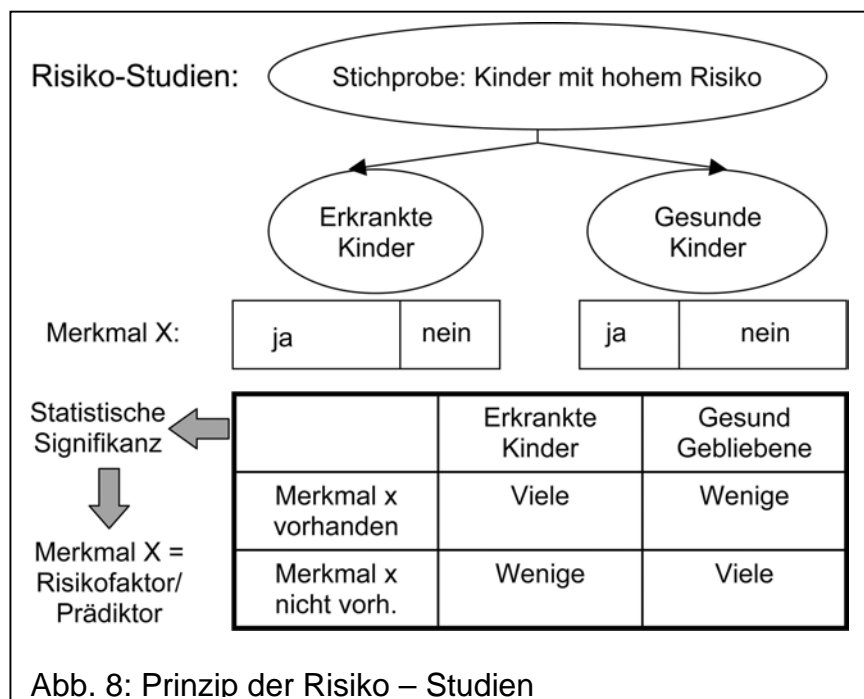 Risiko-Studien:
Stichprobe: Kinder mit hohem Risiko
Erkrankte
Kinder
Gesunde
Kinder
Merkmal X:
ja
nein
ja
nein
Statistische
Signifikanz
Merkmal X =
Risikofaktor/
Prädiktor
Erkrankte
Kinder
Gesund
Gebliebene
Merkmal x
vorhanden
Viele
Wenige
Merkmal x
nicht vorh.
Wenige
Viele
Abb. 8: Prinzip der Risiko – Studien